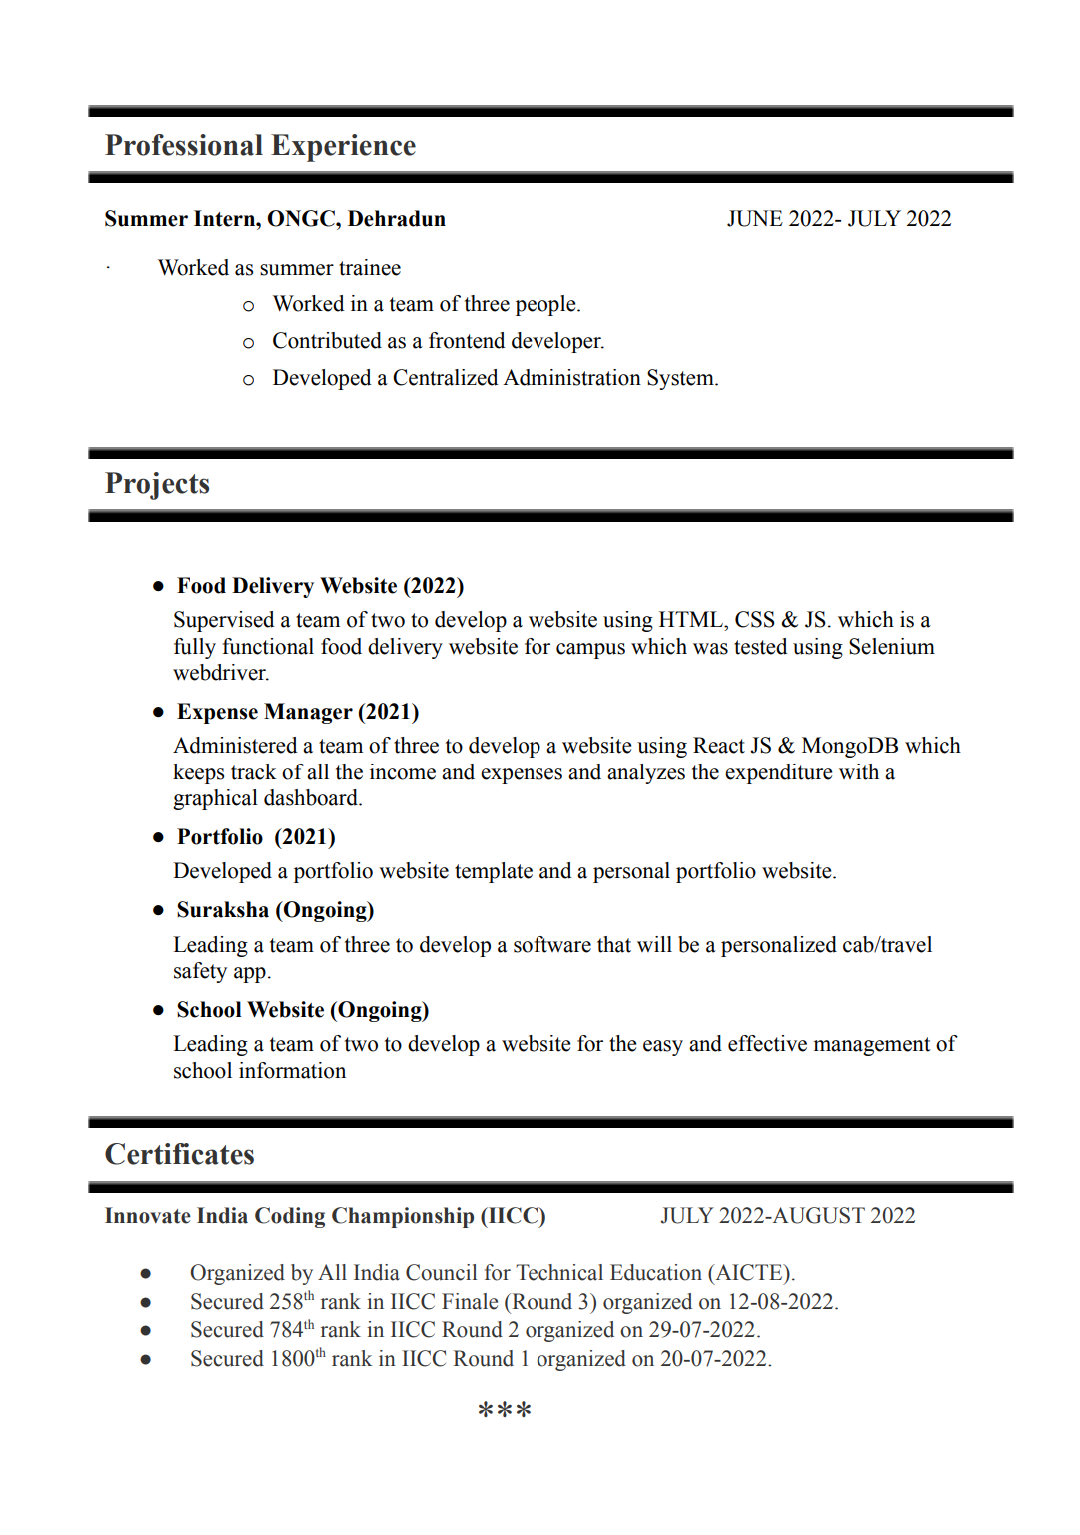 Professional Experience
Summer Intern, ONGC, Dehradun JUNE 2022- JULY 2022
· Worked as summer trainee
o Worked in a team of three people.
o Contributed as a frontend developer.
o Developed a Centralized Administration System.
Projects
● Food Delivery Website (2022)
Supervised a team of two to develop a website using HTML, CSS & JS. which is a
fully functional food delivery website for campus which was tested using Selenium
webdriver.
● Expense Manager (2021)
Administered a team of three to develop a website using React JS & MongoDB which
keeps track of all the income and expenses and analyzes the expenditure with a
graphical dashboard.
● Portfolio (2021)
Developed a portfolio website template and a personal portfolio website.
● Suraksha (Ongoing)
Leading a team of three to develop a software that will be a personalized cab/travel
safety app.
● School Website (Ongoing)
Leading a team of two to develop a website for the easy and effective management of
school information
Certificates
Innovate India Coding Championship (IICC) JULY 2022-AUGUST 2022
● Organized by All India Council for Technical Education (AICTE).
● Secured 258th rank in IICC Finale (Round 3) organized on 12-08-2022.
● Secured 784th rank in IICC Round 2 organized on 29-07-2022.
● Secured 1800th rank in IICC Round 1 organized on 20-07-2022.
***